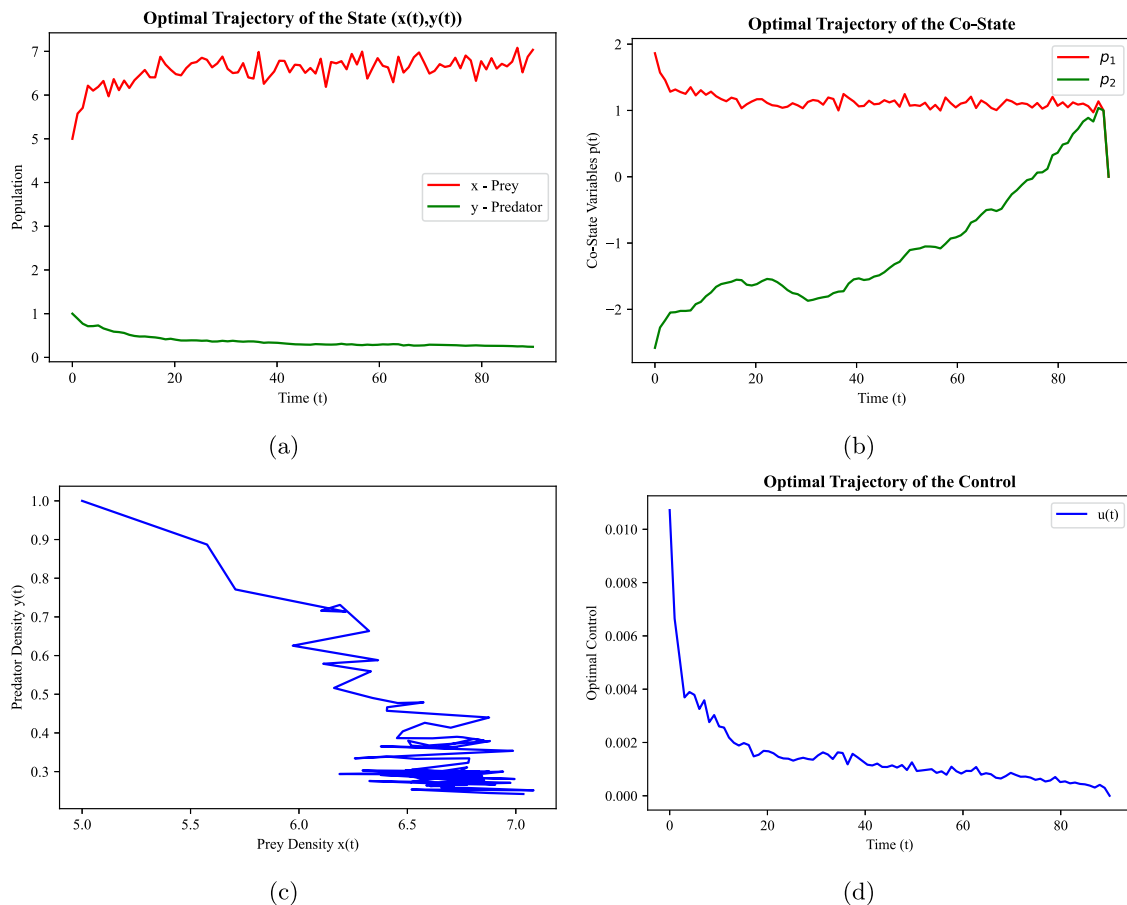 Optimal Trajectory of the State (x(t),y(t))
Population
7
6
5
4
3
2
1
0
x - Prey
y - Predator
0 20 40 60 80
Time (t)
(a)
Optimal Trajectory of the Co-State
Co-State Variables p(t)
2
1
0
−1
−2
p₁
p₂
0 20 40 60 80
Time (t)
(b)
Predator Density y(t)
1.0
0.9
0.8
0.7
0.6
0.5
0.4
0.3
5.0 5.5 6.0 6.5 7.0
Prey Density x(t)
(c)
Optimal Trajectory of the Control
Optimal Control
0.010
0.008
0.006
0.004
0.002
0.000
u(t)
0 20 40 60 80
Time (t)
(d)